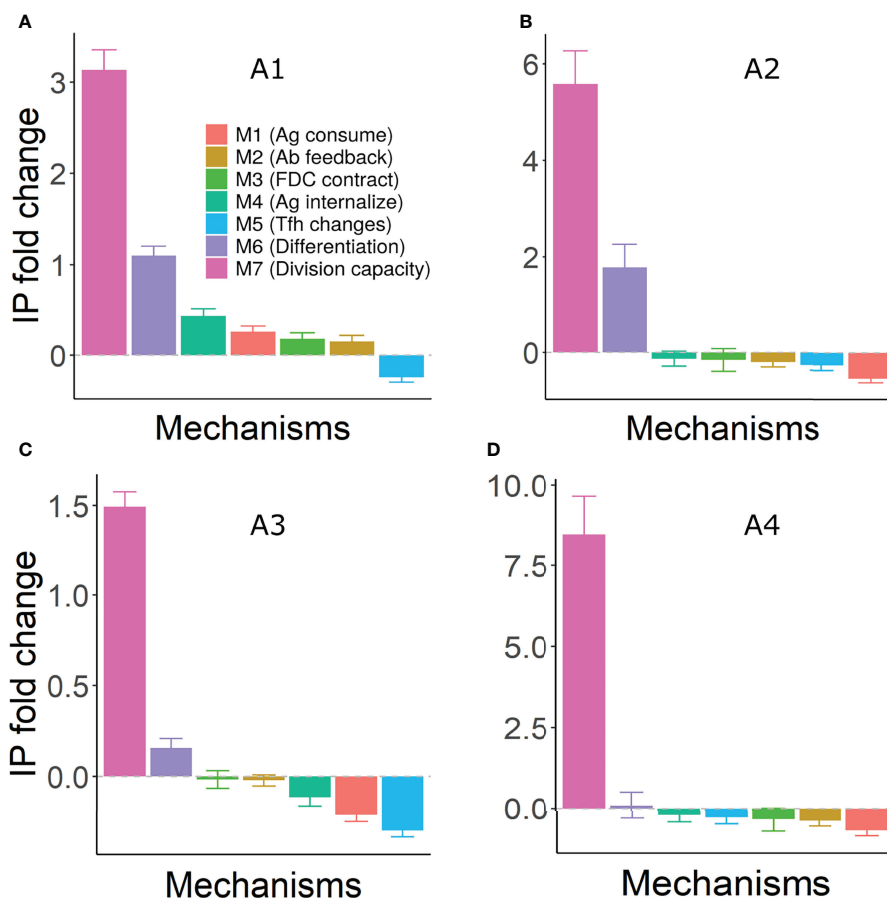 A
A1
IP fold change
3
2
1
0
M1 (Ag consume)
M2 (Ab feedback)
M3 (FDC contract)
M4 (Ag internalize)
M5 (Tfh changes)
M6 (Differentiation)
M7 (Division capacity)
Mechanisms
B
A2
6
4
2
0
Mechanisms
C
A3
IP fold change
1.5
1.0
0.5
0.0
Mechanisms
D
A4
10.0
7.5
5.0
2.5
0.0
Mechanisms